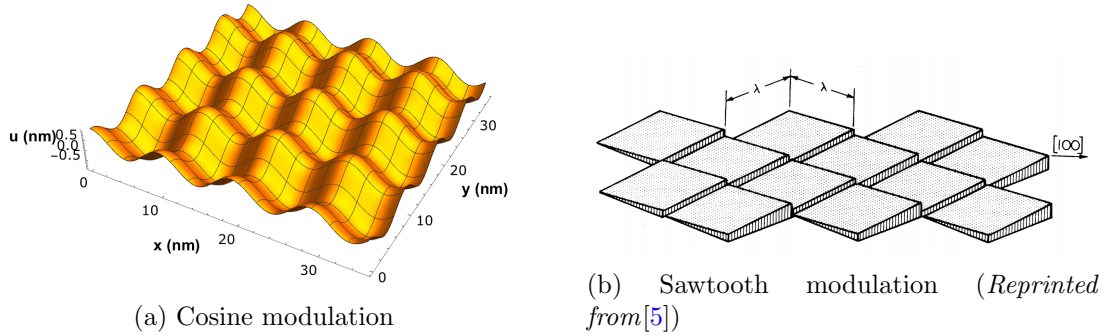 u (nm)
0.5
0.0
−0.5
0
10
20
30
x (nm)
0
10
20
30
y (nm)
(a) Cosine modulation
λ
λ
[100]
(b) Sawtooth modulation (Reprinted
from[5])